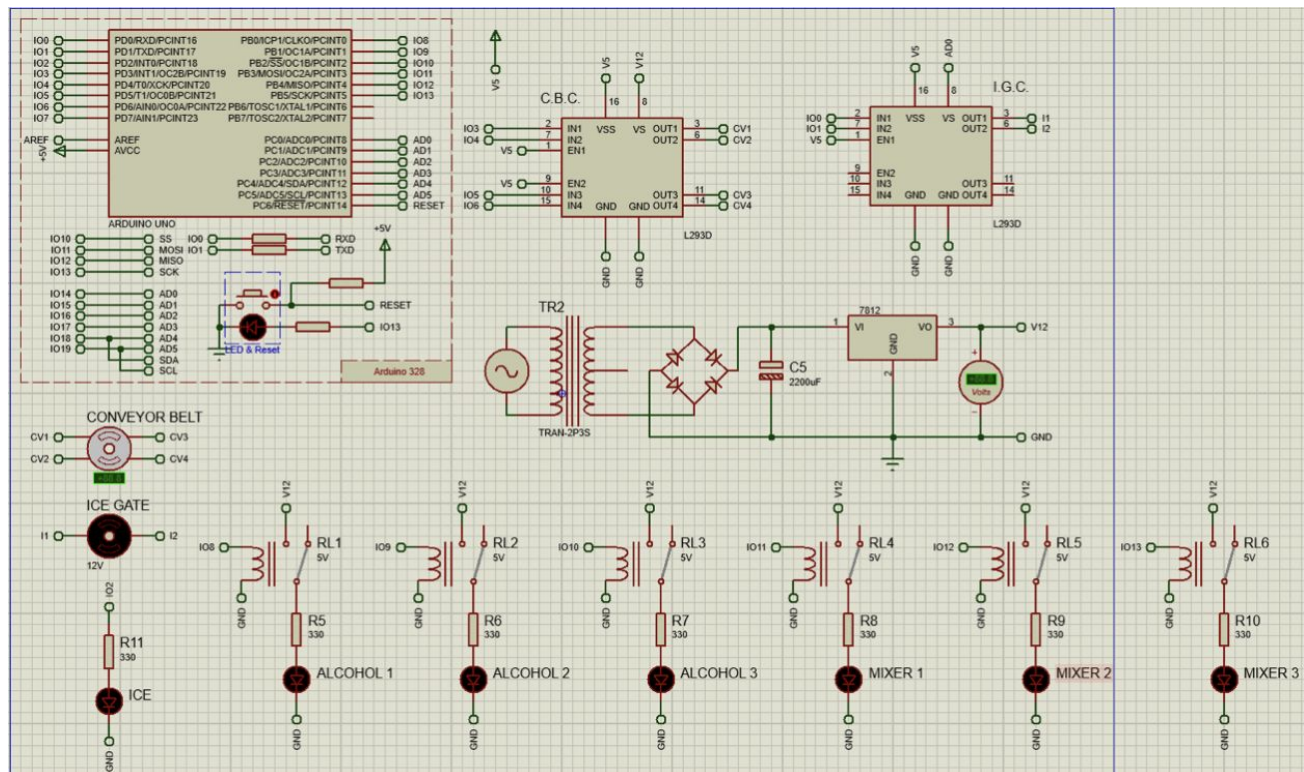 IO0 PD0/RXD/PCINT16 PB0/ICP1/CLKO/PCINT0 IO8
IO1 PD1/TXD/PCINT17 PB1/OC1A/PCINT1 IO9
IO2 PD2/INT0/PCINT18 PB2/SS/OC1B/PCINT2 IO10
IO3 PD3/INT1/OC2B/PCINT19 PB3/MOSI/OC2A/PCINT3 IO11
IO4 PD4/T0/XCK/PCINT20 PB4/MISO/PCINT4 IO12
IO5 PD5/T1/OC0B/PCINT21 PB5/SCK/PCINT5 IO13
IO6 PD6/AIN0/OC0A/PCINT22 PB6/TOSC1/XTAL1/PCINT6
IO7 PD7/AIN1/PCINT23 PB7/TOSC2/XTAL2/PCINT7
AREF AREF PC0/ADC0/PCINT8 AD0
+5V AVCC PC1/ADC1/PCINT9 AD1
PC2/ADC2/PCINT10 AD2
PC3/ADC3/PCINT11 AD3
PC4/ADC4/SDA/PCINT12 AD4
PC5/ADC5/SCL/PCINT13 AD5
PC6/RESET/PCINT14 RESET
ARDUINO UNO
IO10 SS IO0 RXD
IO11 MOSI IO1 TXD
IO12 MISO
IO13 SCK
+5V
IO14 AD0
IO15 AD1
IO16 AD2
IO17 AD3
IO18 AD4
IO19 AD5
SDA
SCL
RESET
IO13
LED & Reset
Arduino 328
V5
C.B.C.
V5 V12
16 8
IO3 2 IN1 VSS VS OUT1 3 CV1
IO4 7 IN2 OUT2 6 CV2
V5 1 EN1
V5 9 EN2
IO5 10 IN3 OUT3 11 CV3
IO6 15 IN4 GND GND OUT4 14 CV4
L293D
GND GND
I.G.C.
V5 AD0
16 8
IO0 2 IN1 VSS VS OUT1 3 I1
IO1 7 IN2 OUT2 6 I2
V5 1 EN1
9 EN2
10 IN3 OUT3 11
15 IN4 GND GND OUT4 14
L293D
GND GND
TR2
TRAN-2P3S
C5
2200uF
7812
1 VI VO 3 V12
GND
2
+
Volts
−
GND
CONVEYOR BELT
CV1 CV3
CV2 CV4
ICE GATE
I1 I2
12V
IO2
R11
330
ICE
GND
V12 V12 V12 V12 V12 V12
IO8 RL1 IO9 RL2 IO10 RL3 IO11 RL4 IO12 RL5 IO13 RL6
5V 5V 5V 5V 5V 5V
GND GND GND GND GND GND
R5 R6 R7 R8 R9 R10
330 330 330 330 330 330
ALCOHOL 1 ALCOHOL 2 ALCOHOL 3 MIXER 1 MIXER 2 MIXER 3
GND GND GND GND GND GND